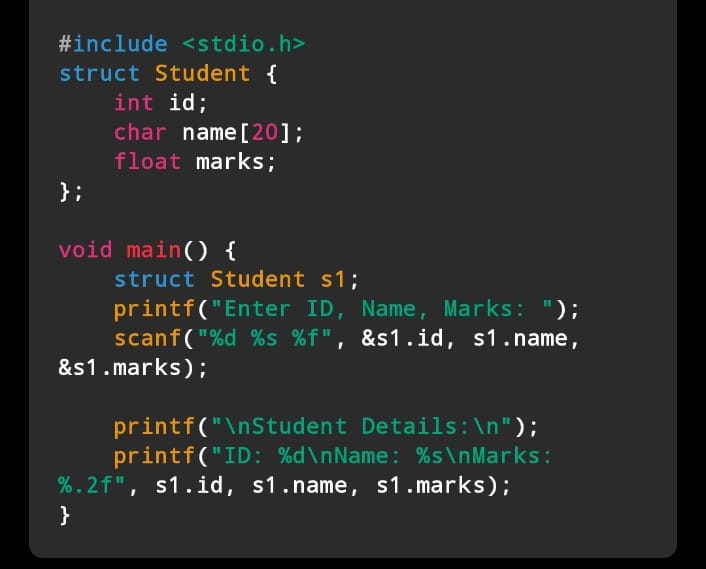 #include <stdio.h>
struct Student {
    int id;
    char name[20];
    float marks;
};

void main() {
    struct Student s1;
    printf("Enter ID, Name, Marks: ");
    scanf("%d %s %f", &s1.id, s1.name,
&s1.marks);

    printf("\nStudent Details:\n");
    printf("ID: %d\nName: %s\nMarks:
%.2f", s1.id, s1.name, s1.marks);
}